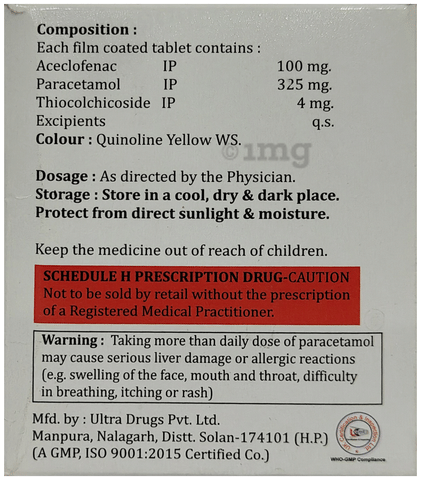 Composition :
Each film coated tablet contains :
Aceclofenac IP 100 mg.
Paracetamol IP 325 mg.
Thiocolchicoside IP 4 mg.
Excipients q.s.
Colour : Quinoline Yellow WS.
1mg
Dosage : As directed by the Physician.
Storage : Store in a cool, dry & dark place.
Protect from direct sunlight & moisture.
Keep the medicine out of reach of children.
SCHEDULE H PRESCRIPTION DRUG-CAUTION
Not to be sold by retail without the prescription
of a Registered Medical Practitioner.
Warning : Taking more than daily dose of paracetamol
may cause serious liver damage or allergic reactions
(e.g. swelling of the face, mouth and throat, difficulty
in breathing, itching or rash)
Mfd. by : Ultra Drugs Pvt. Ltd.
Manpura, Nalagarh, Distt. Solan-174101 (H.P.)
(A GMP, ISO 9001:2015 Certified Co.)
WHO-GMP Compliance.